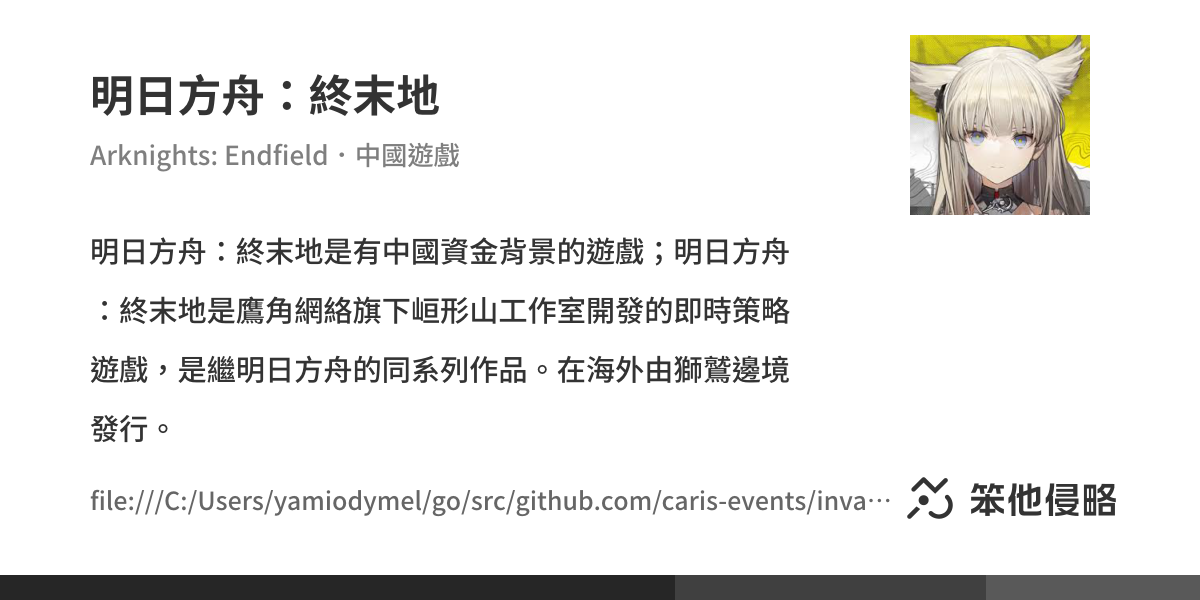 明日方舟：終末地
Arknights: Endfield・中國遊戲
明日方舟：終末地是有中國資金背景的遊戲；明日方舟
：終末地是鷹角網絡旗下峘形山工作室開發的即時策略
遊戲，是繼明日方舟的同系列作品。在海外由獅鷲邊境
發行。
file:///C:/Users/yamiodymel/go/src/github.com/caris-events/inva⋯
笨他侵略